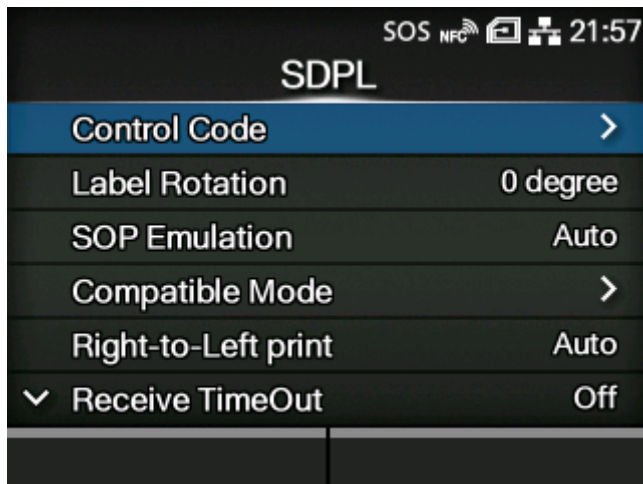 SOS NFC 21:57
SDPL
Control Code
Label Rotation 0 degree
SOP Emulation Auto
Compatible Mode
Right-to-Left print Auto
Receive TimeOut Off